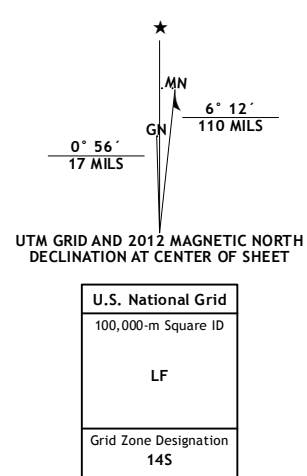 ★
MN
6° 12´
110 MILS
GN
0° 56´
17 MILS
UTM GRID AND 2012 MAGNETIC NORTH
DECLINATION AT CENTER OF SHEET
U.S. National Grid
100,000-m Square ID
LF
Grid Zone Designation
14S